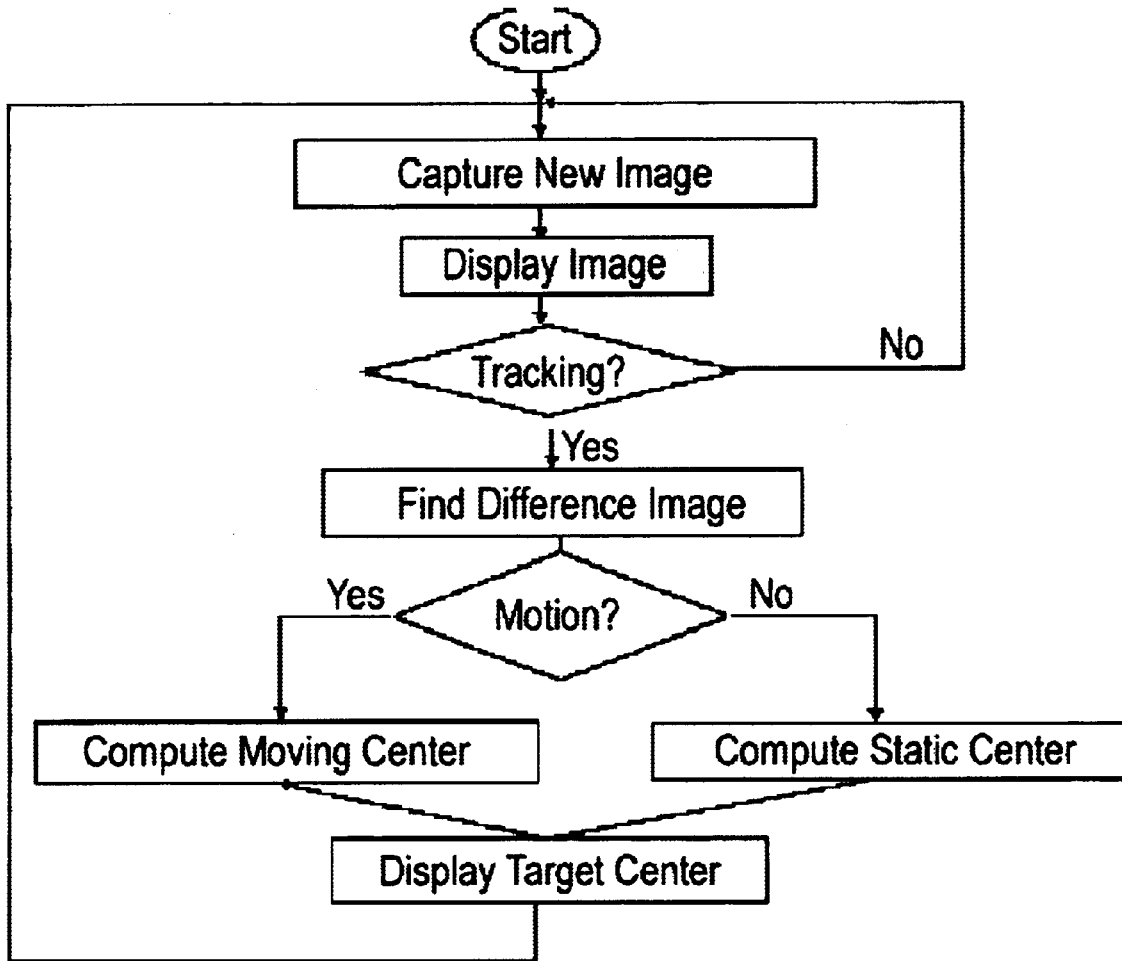 Start
Capture New Image
Display Image
Tracking?
No
Yes
Find Difference Image
Yes
Motion?
No
Compute Moving Center
Compute Static Center
Display Target Center